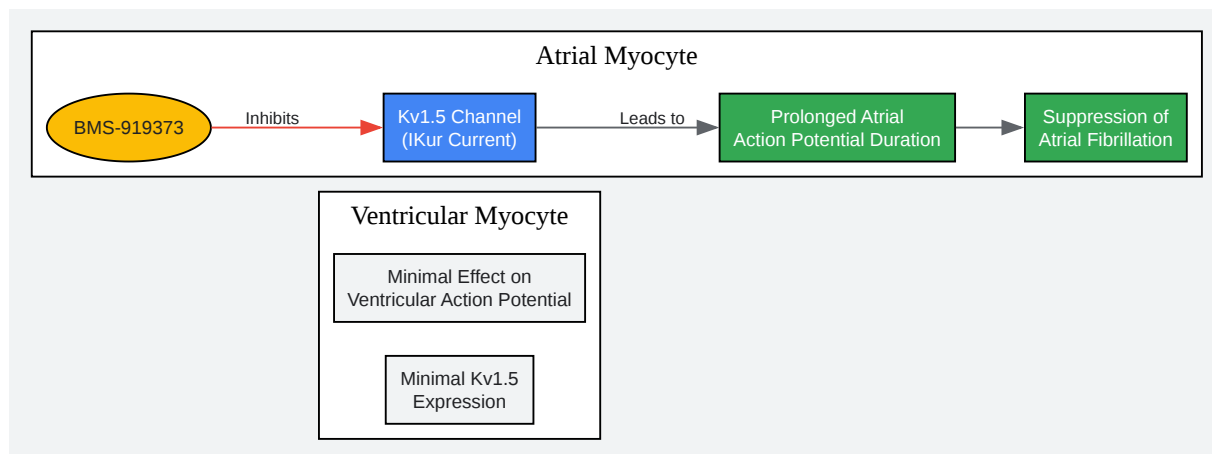 Atrial Myocyte
BMS-919373
Inhibits
Kv1.5 Channel
(IKur Current)
Leads to
Prolonged Atrial
Action Potential Duration
Suppression of
Atrial Fibrillation
Ventricular Myocyte
Minimal Effect on
Ventricular Action Potential
Minimal Kv1.5
Expression